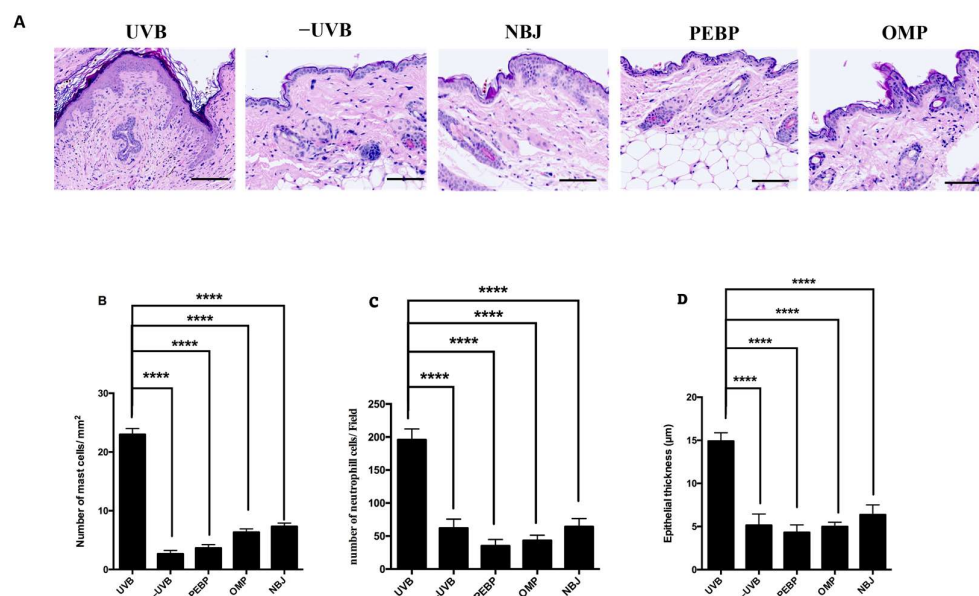 A
UVB
–UVB
NBJ
PEBP
OMP
B
****
****
****
****
Number of mast cells/ mm²
30
20
10
0
UVB
–UVB
PEBP
OMP
NBJ
C
****
****
****
****
number of neutrophill cells/ Field
250
200
150
100
50
0
UVB
–UVB
PEBP
OMP
NBJ
D
****
****
****
****
Epithelial thickness (µm)
20
15
10
5
0
UVB
–UVB
PEBP
OMP
NBJ